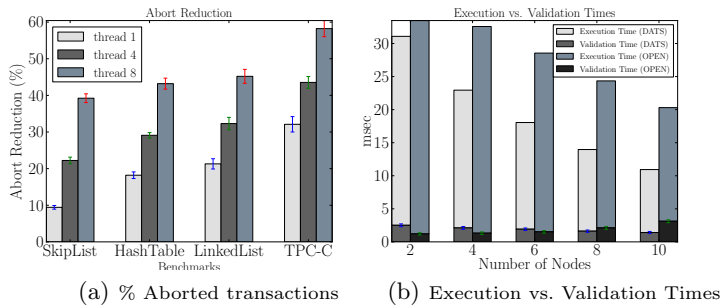 Abort Reduction
60
50
40
30
20
10
0
Abort Reduction (%)
thread 1
thread 4
thread 8
SkipList HashTable LinkedList TPC-C
Benchmarks
(a) % Aborted transactions
Execution vs. Validation Times
30
25
20
15
10
5
0
msec
Execution Time (DATS)
Validation Time (DATS)
Execution Time (OPEN)
Validation Time (OPEN)
2 4 6 8 10
Number of Nodes
(b) Execution vs. Validation Times